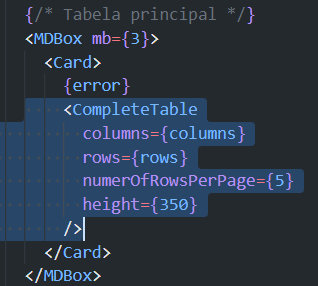 {/* Tabela principal */}
<MDBox mb={3}>
<Card>
{error}
<CompleteTable
columns={columns}
rows={rows}
numerOfRowsPerPage={5}
height={350}
/>
</Card>
</MDBox>